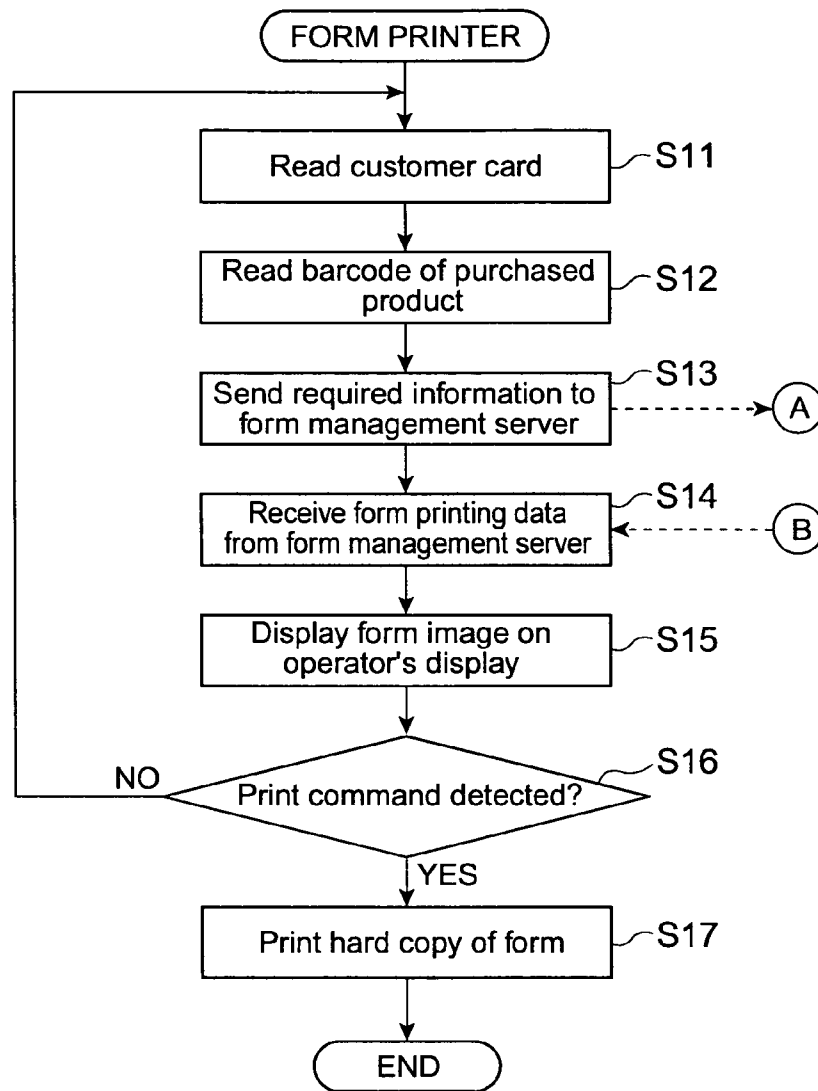 FORM PRINTER
Read customer card
S11
Read barcode of purchased
product
S12
Send required information to
form management server
S13
A
Receive form printing data
from form management server
S14
B
Display form image on
operator's display
S15
Print command detected?
S16
NO
YES
Print hard copy of form
S17
END